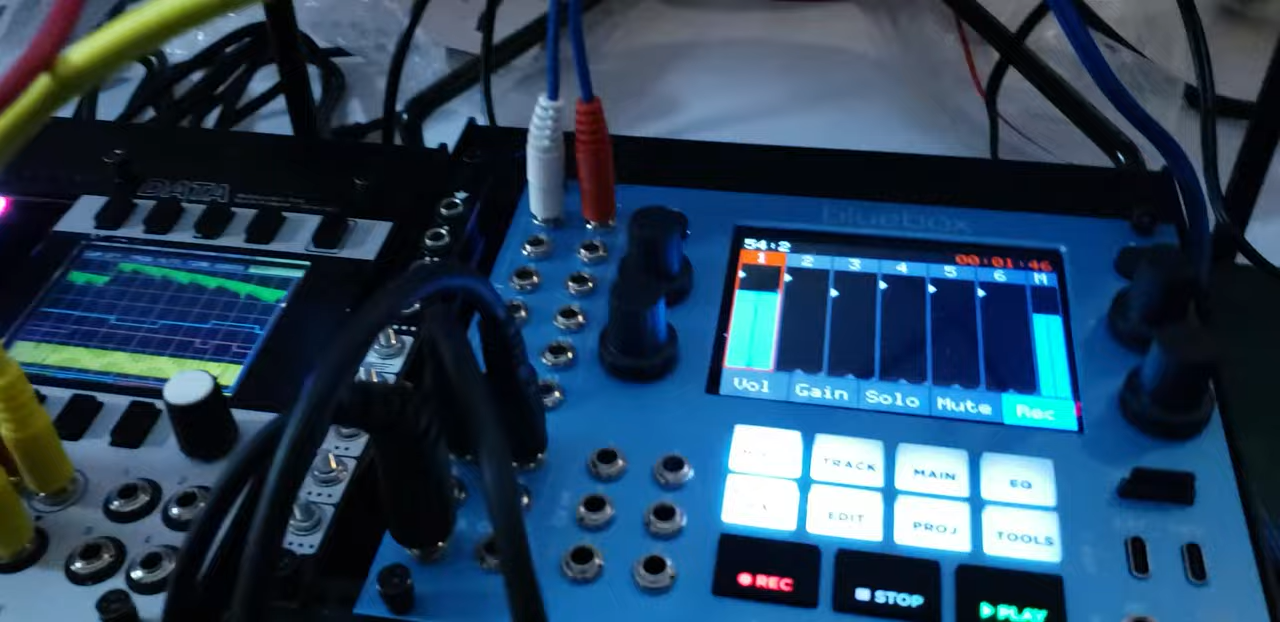 DATA
bluebox
54:2
00:01:46
1 2 3 4 5 6 M
Vol Gain Solo Mute Rec
TRACK MAIN EQ
EDIT PROJ TOOLS
REC STOP PLAY